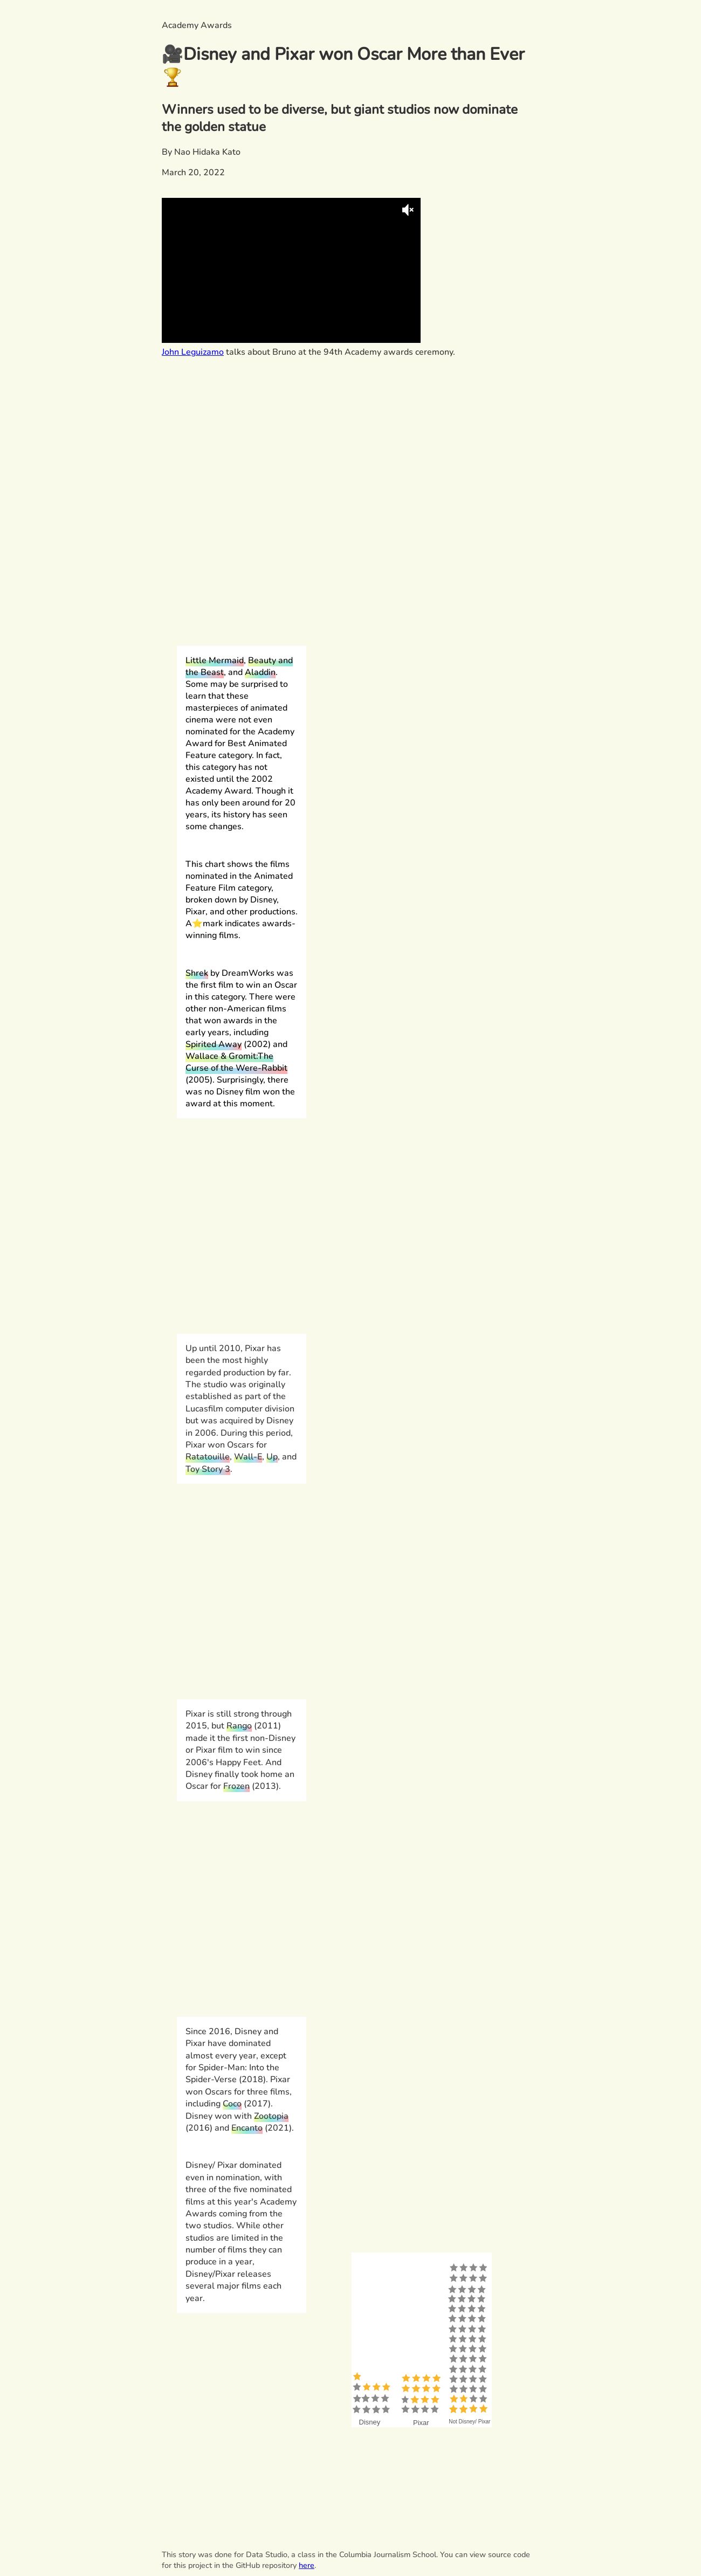 Academy Awards
🎥Disney and Pixar won Oscar More than Ever
🏆
Winners used to be diverse, but giant studios now dominate
the golden statue
By Nao Hidaka Kato
March 20, 2022
John Leguizamo talks about Bruno at the 94th Academy awards ceremony.
Little Mermaid, Beauty and
the Beast, and Aladdin.
Some may be surprised to
learn that these
masterpieces of animated
cinema were not even
nominated for the Academy
Award for Best Animated
Feature category. In fact,
this category has not
existed until the 2002
Academy Award. Though it
has only been around for 20
years, its history has seen
some changes.
This chart shows the films
nominated in the Animated
Feature Film category,
broken down by Disney,
Pixar, and other productions.
A⭐mark indicates awards-
winning films.
Shrek by DreamWorks was
the first film to win an Oscar
in this category. There were
other non-American films
that won awards in the
early years, including
Spirited Away (2002) and
Wallace & Gromit:The
Curse of the Were-Rabbit
(2005). Surprisingly, there
was no Disney film won the
award at this moment.
Up until 2010, Pixar has
been the most highly
regarded production by far.
The studio was originally
established as part of the
Lucasfilm computer division
but was acquired by Disney
in 2006. During this period,
Pixar won Oscars for
Ratatouille, Wall-E, Up, and
Toy Story 3.
Pixar is still strong through
2015, but Rango (2011)
made it the first non-Disney
or Pixar film to win since
2006's Happy Feet. And
Disney finally took home an
Oscar for Frozen (2013).
Since 2016, Disney and
Pixar have dominated
almost every year, except
for Spider-Man: Into the
Spider-Verse (2018). Pixar
won Oscars for three films,
including Coco (2017).
Disney won with Zootopia
(2016) and Encanto (2021).
Disney/ Pixar dominated
even in nomination, with
three of the five nominated
films at this year's Academy
Awards coming from the
two studios. While other
studios are limited in the
number of films they can
produce in a year,
Disney/Pixar releases
several major films each
year.
Disney
Pixar
Not Disney/ Pixar
This story was done for Data Studio, a class in the Columbia Journalism School. You can view source code
for this project in the GitHub repository here.